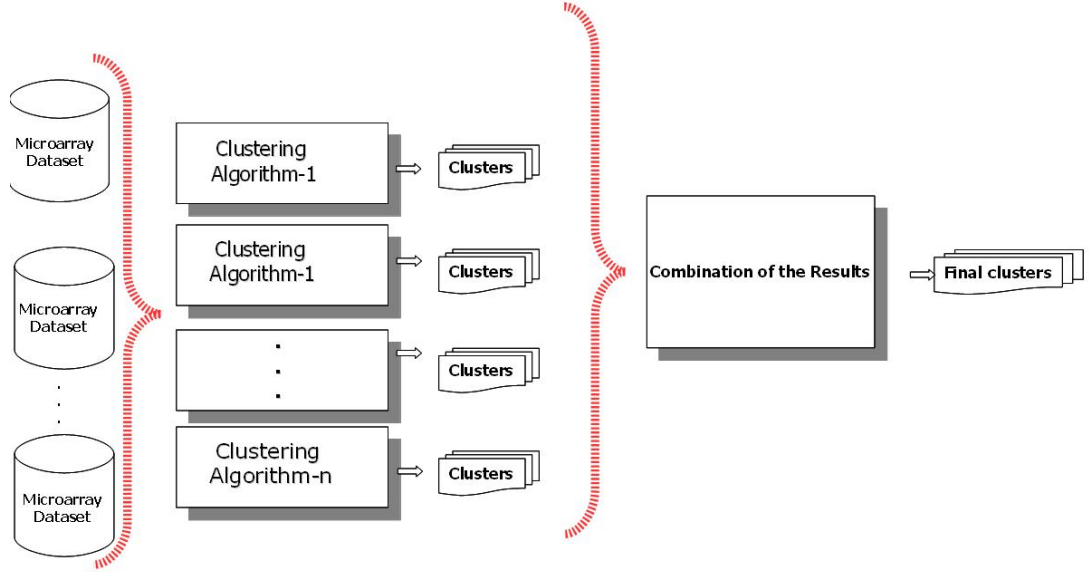 Microarray
Dataset
Microarray
Dataset
.
.
.
Microarray
Dataset
Clustering
Algorithm-1
Clusters
Clustering
Algorithm-1
Clusters
.
.
.
Clusters
Clustering
Algorithm-n
Clusters
Combination of the Results
Final clusters